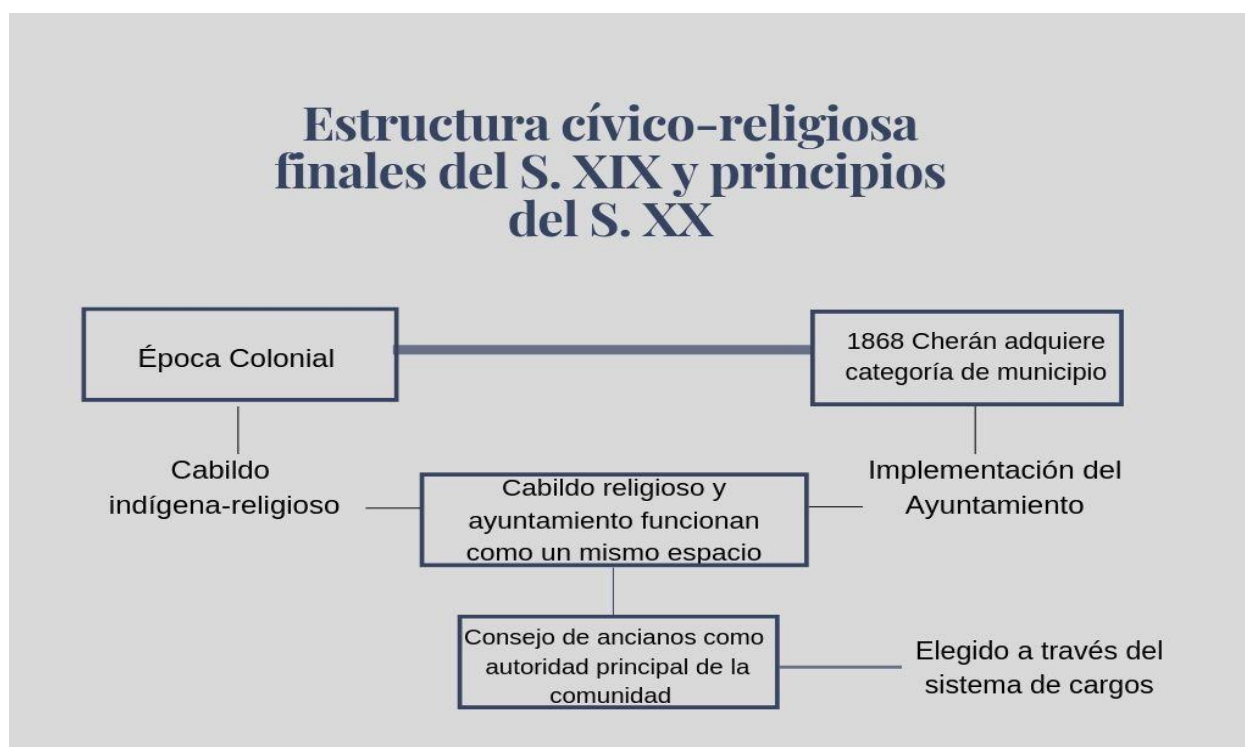 Estructura cívico-religiosa
finales del S. XIX y principios
del S. XX
Época Colonial
1868 Cherán adquiere
categoría de municipio
Cabildo
indígena-religioso
Cabildo religioso y
ayuntamiento funcionan
como un mismo espacio
Implementación del
Ayuntamiento
Consejo de ancianos como
autoridad principal de la
comunidad
Elegido a través del
sistema de cargos